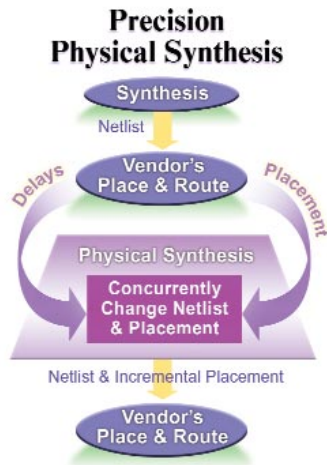 Precision
Physical Synthesis
Synthesis
Netlist
Vendor's
Place & Route
Delays
Placement
Physical Synthesis
Concurrently
Change Netlist
& Placement
Netlist & Incremental Placement
Vendor's
Place & Route